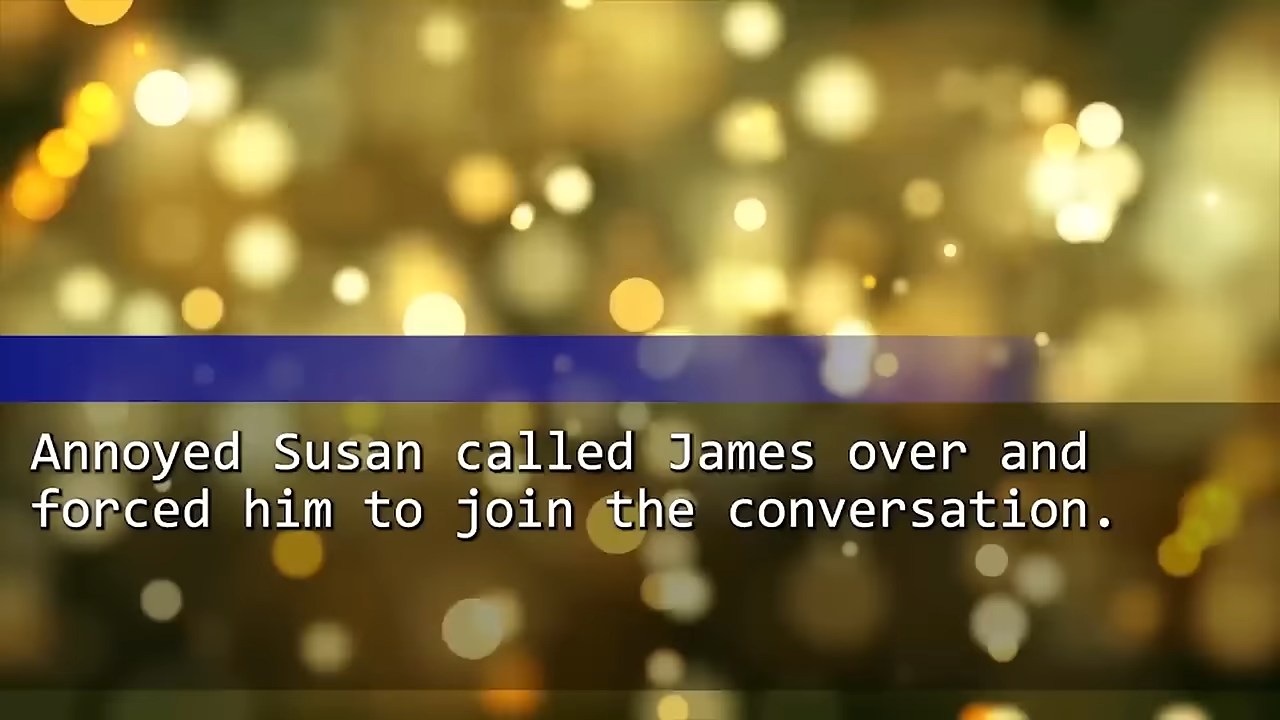 Annoyed Susan called James over and
forced him to join the conversation.